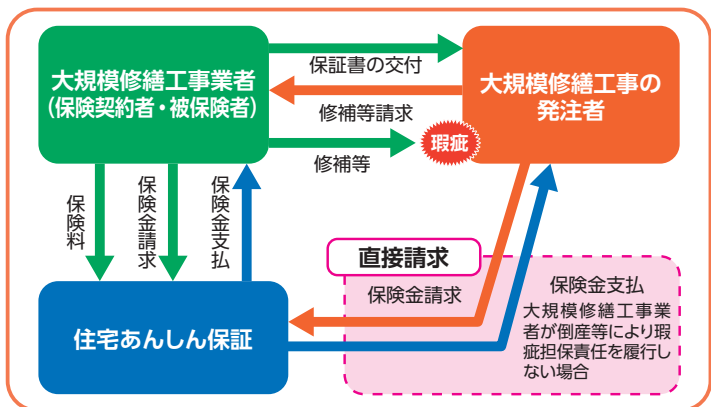 大規模修繕工事業者
(保険契約者・被保険者)
保証書の交付
修補等請求
修補等
瑕疵
大規模修繕工事の
発注者
保険料
保険金請求
保険金支払
直接請求
保険金請求
保険金支払
大規模修繕工事業
者が倒産等により瑕
疵担保責任を履行し
ない場合
住宅あんしん保証